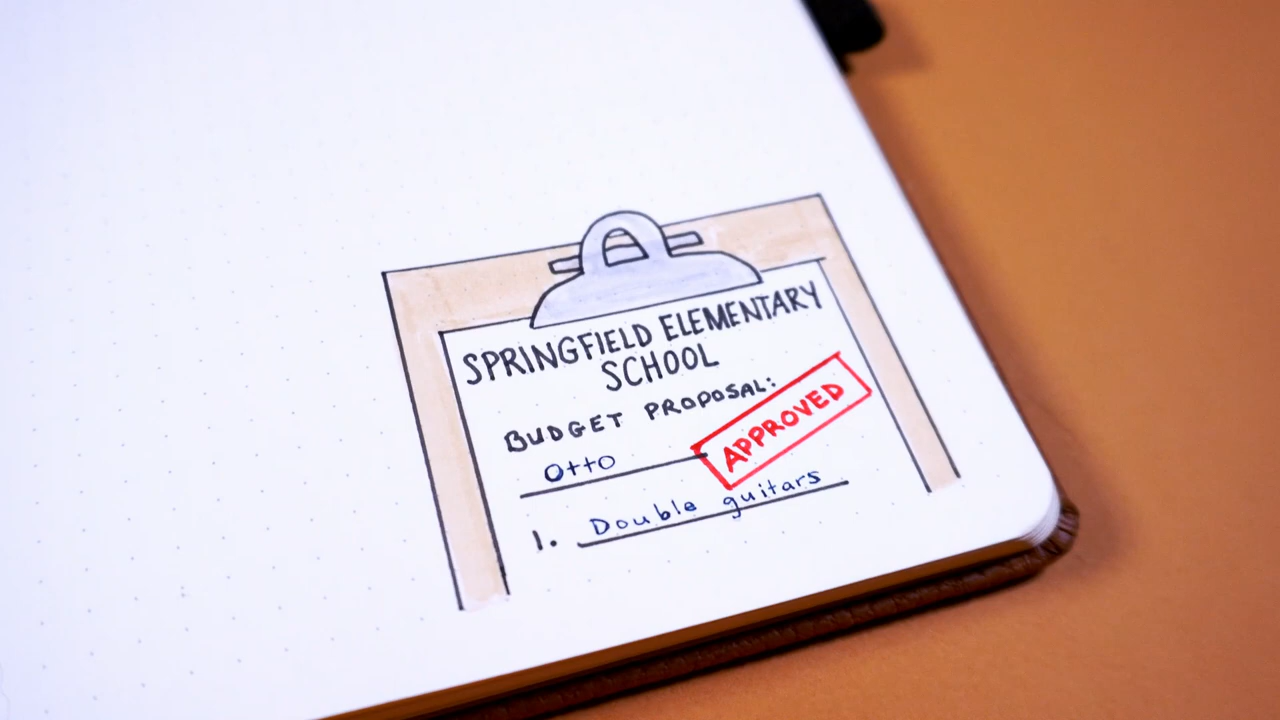 SPRINGFIELD ELEMENTARY
SCHOOL
BUDGET PROPOSAL:
Otto
APPROVED
1. Double guitars